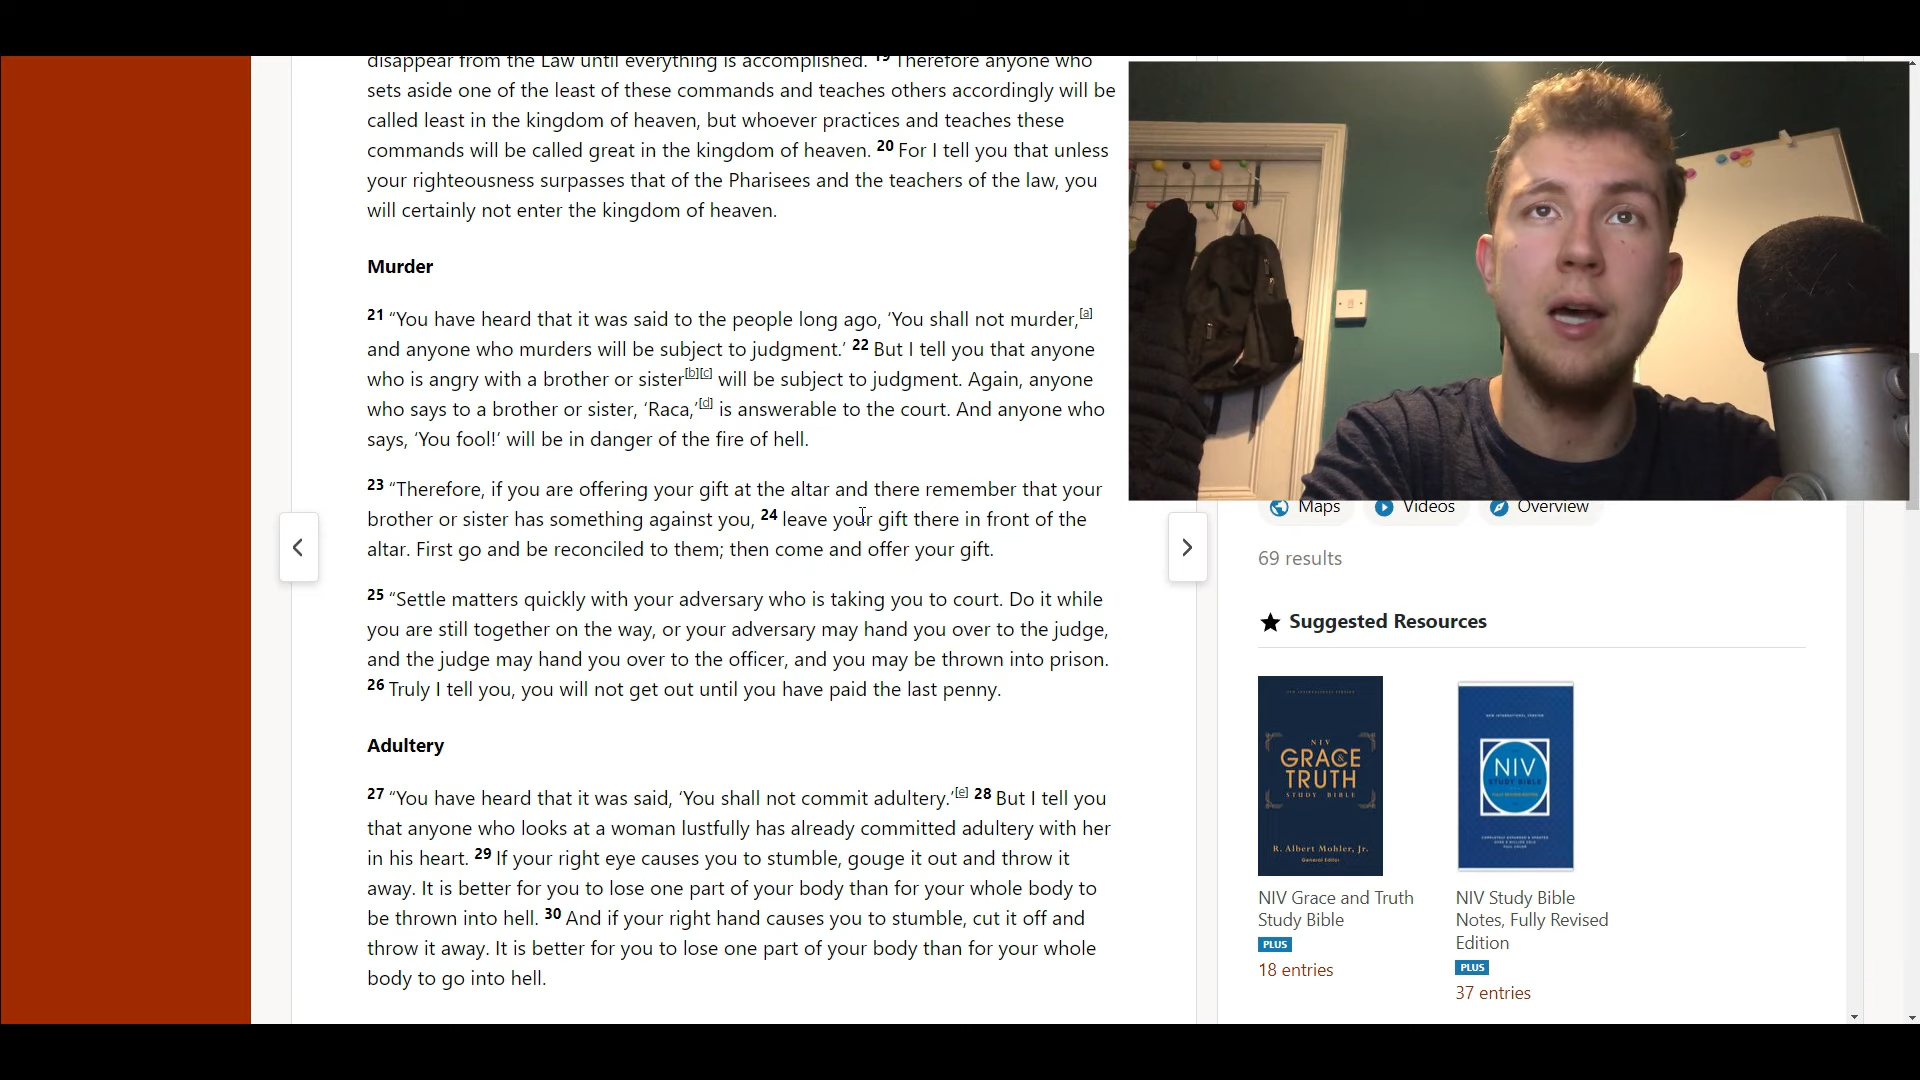 disappear from the Law until everything is accomplished. 19 Therefore anyone who
sets aside one of the least of these commands and teaches others accordingly will be
called least in the kingdom of heaven, but whoever practices and teaches these
commands will be called great in the kingdom of heaven. 20 For I tell you that unless
your righteousness surpasses that of the Pharisees and the teachers of the law, you
will certainly not enter the kingdom of heaven.
Murder
21 “You have heard that it was said to the people long ago, ‘You shall not murder,[a]
and anyone who murders will be subject to judgment.’ 22 But I tell you that anyone
who is angry with a brother or sister[b][c] will be subject to judgment. Again, anyone
who says to a brother or sister, ‘Raca,’[d] is answerable to the court. And anyone who
says, ‘You fool!’ will be in danger of the fire of hell.
23 “Therefore, if you are offering your gift at the altar and there remember that your
brother or sister has something against you, 24 leave your gift there in front of the
altar. First go and be reconciled to them; then come and offer your gift.
25 “Settle matters quickly with your adversary who is taking you to court. Do it while
you are still together on the way, or your adversary may hand you over to the judge,
and the judge may hand you over to the officer, and you may be thrown into prison.
26 Truly I tell you, you will not get out until you have paid the last penny.
Adultery
27 “You have heard that it was said, ‘You shall not commit adultery.’[e] 28 But I tell you
that anyone who looks at a woman lustfully has already committed adultery with her
in his heart. 29 If your right eye causes you to stumble, gouge it out and throw it
away. It is better for you to lose one part of your body than for your whole body to
be thrown into hell. 30 And if your right hand causes you to stumble, cut it off and
throw it away. It is better for you to lose one part of your body than for your whole
body to go into hell.
Maps Videos Overview
69 results
Suggested Resources
NEW INTERNATIONAL VERSION
NIV
GRACE
&
TRUTH
STUDY BIBLE
R. Albert Mohler, Jr.
General Editor
NIV Grace and Truth
Study Bible
PLUS
18 entries
NEW INTERNATIONAL VERSION
NIV
STUDY BIBLE
FULLY REVISED EDITION
NIV Study Bible
Notes, Fully Revised
Edition
PLUS
37 entries